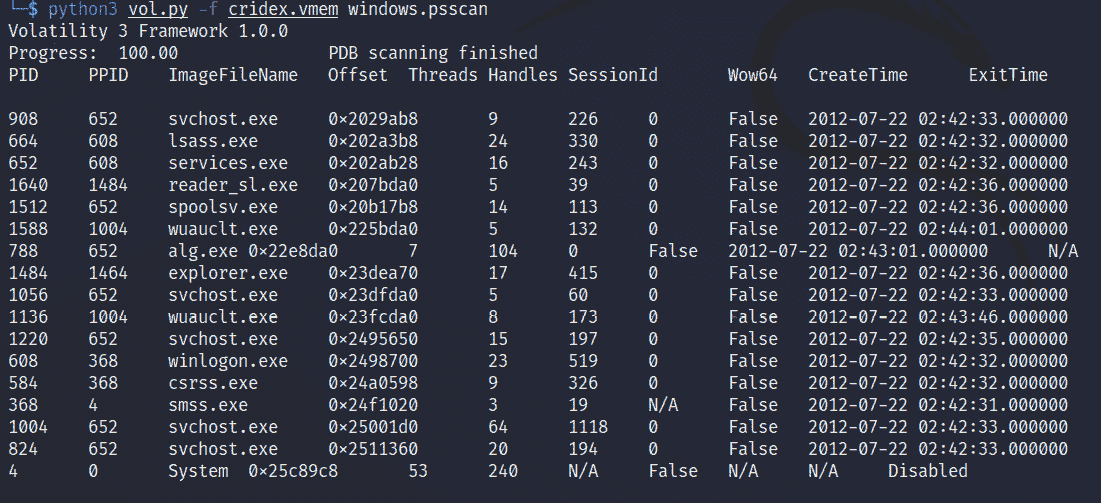 └─$ python3 vol.py -f cridex.vmem windows.psscan
Volatility 3 Framework 1.0.0
Progress:  100.00               PDB scanning finished
PID     PPID    ImageFileName   Offset  Threads Handles SessionId       Wow64   CreateTime      ExitTime

908     652     svchost.exe     0×2029ab8       9       226     0       False   2012-07-22 02:42:33.000000
664     608     lsass.exe       0×202a3b8       24      330     0       False   2012-07-22 02:42:32.000000
652     608     services.exe    0×202ab28       16      243     0       False   2012-07-22 02:42:32.000000
1640    1484    reader_sl.exe   0×207bda0       5       39      0       False   2012-07-22 02:42:36.000000
1512    652     spoolsv.exe     0×20b17b8       14      113     0       False   2012-07-22 02:42:36.000000
1588    1004    wuauclt.exe     0×225bda0       5       132     0       False   2012-07-22 02:44:01.000000
788     652     alg.exe 0×22e8da0       7       104     0       False   2012-07-22 02:43:01.000000      N/A
1484    1464    explorer.exe    0×23dea70       17      415     0       False   2012-07-22 02:42:36.000000
1056    652     svchost.exe     0×23dfda0       5       60      0       False   2012-07-22 02:42:33.000000
1136    1004    wuauclt.exe     0×23fcda0       8       173     0       False   2012-07-22 02:43:46.000000
1220    652     svchost.exe     0×2495650       15      197     0       False   2012-07-22 02:42:35.000000
608     368     winlogon.exe    0×2498700       23      519     0       False   2012-07-22 02:42:32.000000
584     368     csrss.exe       0×24a0598       9       326     0       False   2012-07-22 02:42:32.000000
368     4       smss.exe        0×24f1020       3       19      N/A     False   2012-07-22 02:42:31.000000
1004    652     svchost.exe     0×25001d0       64      1118    0       False   2012-07-22 02:42:33.000000
824     652     svchost.exe     0×2511360       20      194     0       False   2012-07-22 02:42:33.000000
4       0       System  0×25c89c8       53      240     N/A     False   N/A     N/A     Disabled